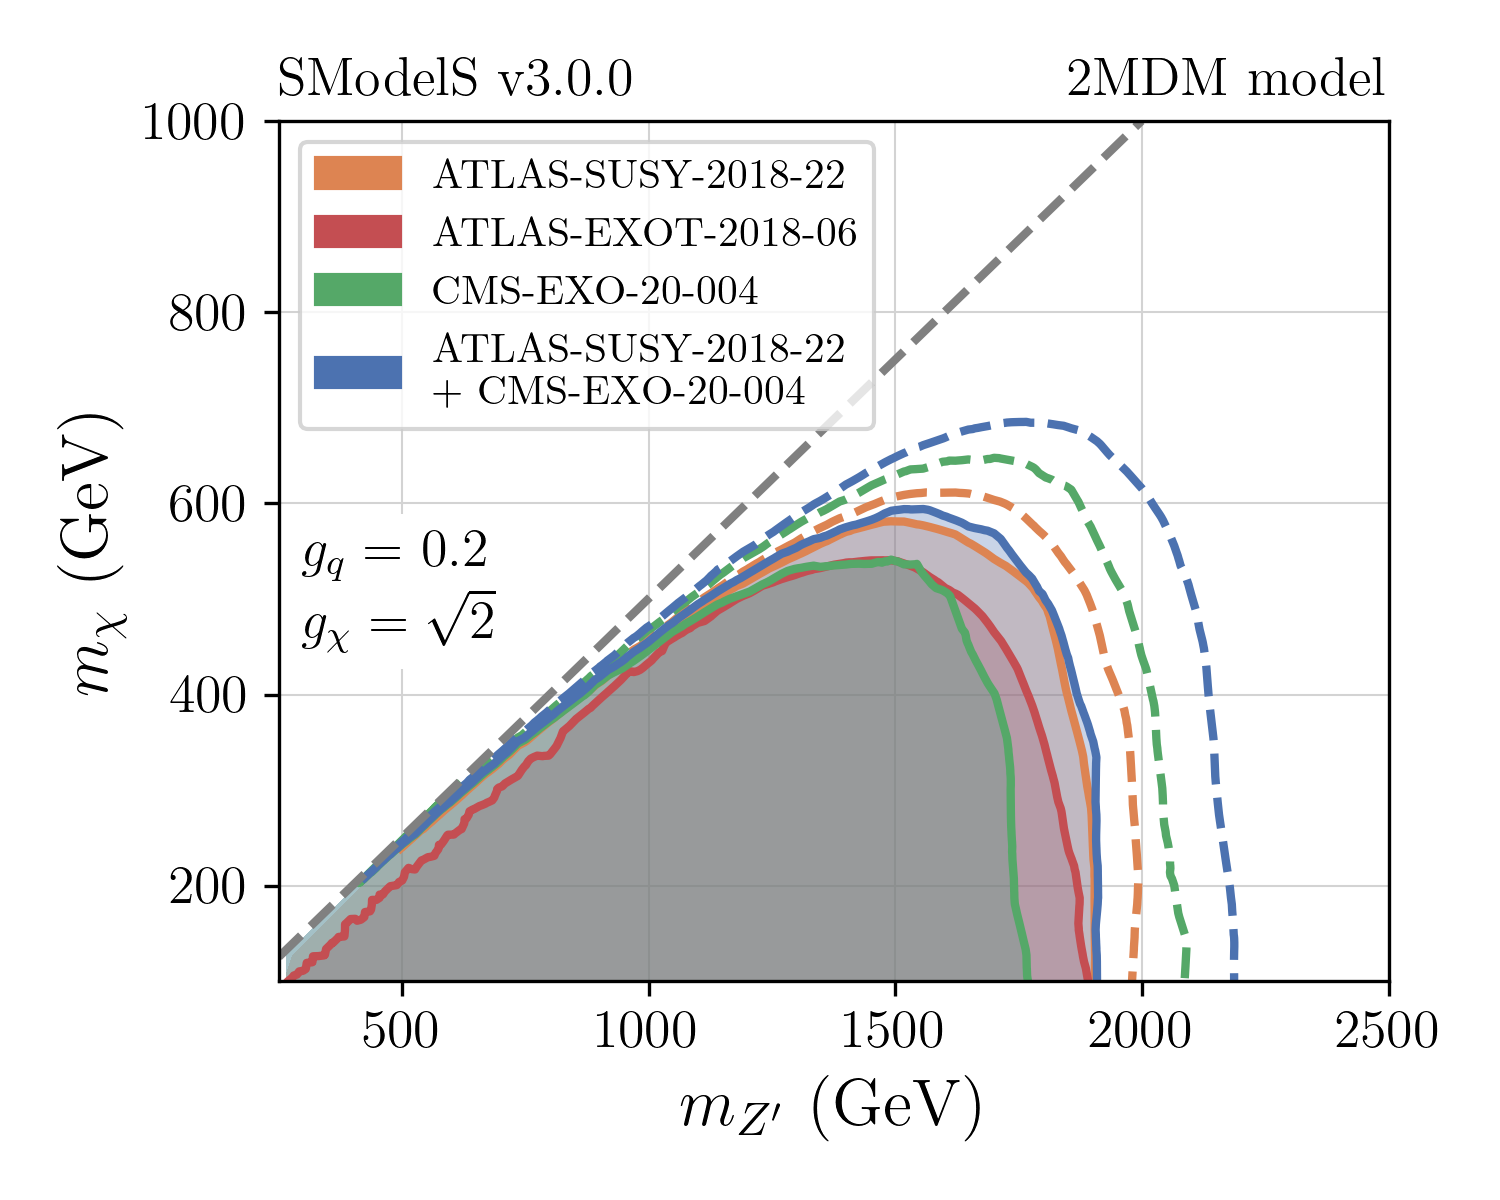 SModelS v3.0.0
2MDM model
1000
800
600
400
200
ATLAS-SUSY-2018-22
ATLAS-EXOT-2018-06
CMS-EXO-20-004
ATLAS-SUSY-2018-22
+ CMS-EXO-20-004
g_q = 0.2
g_χ = √2
m_χ (GeV)
500
1000
1500
2000
2500
m_{Z′} (GeV)